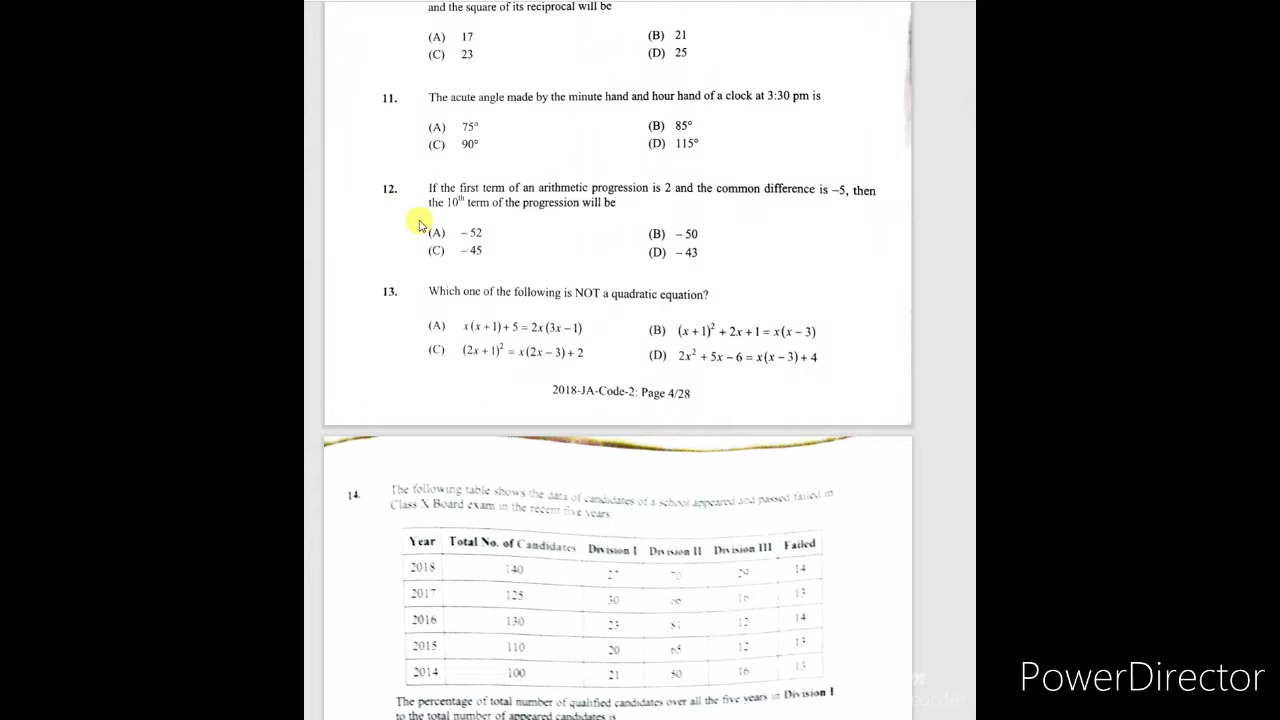 and the square of its reciprocal will be
(A) 17 (B) 21
(C) 23 (D) 25
11. The acute angle made by the minute hand and hour hand of a clock at 3:30 pm is
(A) 75° (B) 85°
(C) 90° (D) 115°
12. If the first term of an arithmetic progression is 2 and the common difference is –5, then
the 10th term of the progression will be
(A) – 52 (B) – 50
(C) – 45 (D) – 43
13. Which one of the following is NOT a quadratic equation?
(A) x(x + 1) + 5 = 2x(3x – 1) (B) (x + 1)² + 2x + 1 = x(x – 3)
(C) (2x + 1)² = x(2x – 3) + 2 (D) 2x² + 5x – 6 = x(x – 3) + 4
2018-JA-Code-2: Page 4/28
14. The following table shows the data of candidates of a school appeared and passed failed in
Class X Board exam in the recent five years
Year Total No. of Candidates Division I Division II Division III Failed
2018 140 70 29 14
2017 125 30 16 13
2016 130 23 81 12 14
2015 110 20 65 12 13
2014 100 21 50 16 13
The percentage of total number of qualified candidates over all the five years in Division I
to the total number of appeared candidates is
PowerDirector